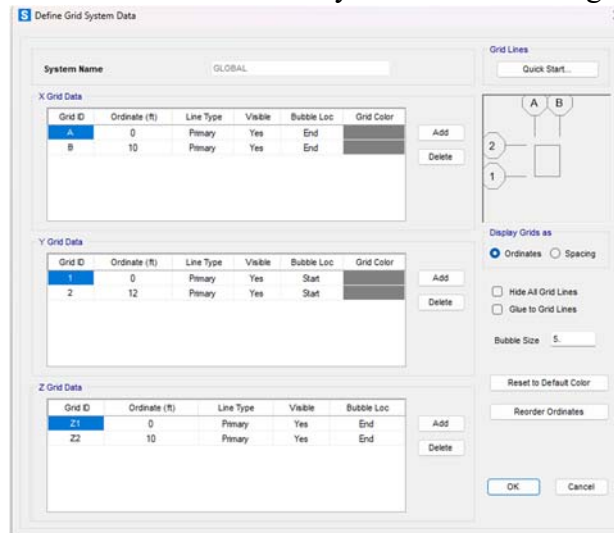 S Define Grid System Data
Grid Lines
System Name GLOBAL
Quick Start...
X Grid Data
Grid ID Ordinate (ft) Line Type Visible Bubble Loc Grid Color
A 0 Primary Yes End
B 10 Primary Yes End
Add
Delete
A B
2
1
Y Grid Data
Grid ID Ordinate (ft) Line Type Visible Bubble Loc Grid Color
1 0 Primary Yes Start
2 12 Primary Yes Start
Add
Delete
Display Grids as
Ordinates Spacing
Hide All Grid Lines
Glue to Grid Lines
Bubble Size 5.
Z Grid Data
Grid ID Ordinate (ft) Line Type Visible Bubble Loc
Z1 0 Primary Yes End
Z2 10 Primary Yes End
Add
Delete
Reset to Default Color
Reorder Ordinates
OK Cancel